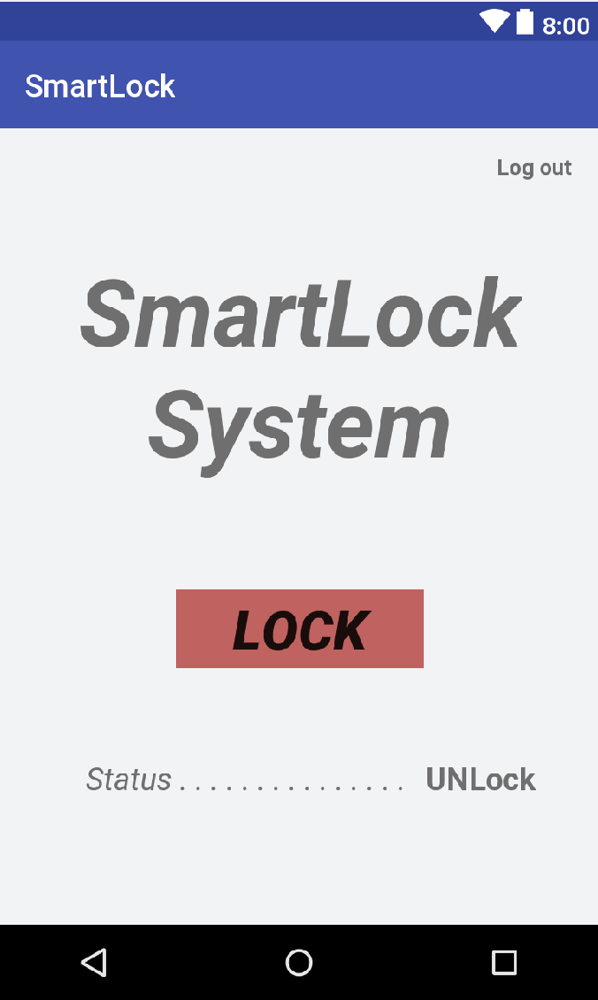 8:00
SmartLock
Log out
SmartLock
System
LOCK
Status . . . . . . . . . . . . . . . UNLock